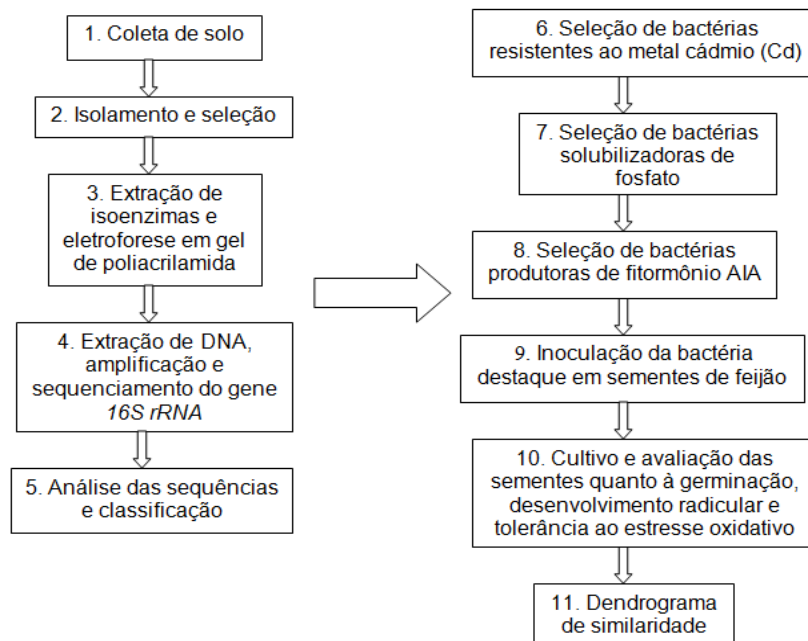 1. Coleta de solo
2. Isolamento e seleção
3. Extração de
isoenzimas e
eletroforese em gel
de poliacrilamida
4. Extração de DNA,
amplificação e
sequenciamento do gene
16S rRNA
5. Análise das sequências
e classificação
6. Seleção de bactérias
resistentes ao metal cádmio (Cd)
7. Seleção de bactérias
solubilizadoras de
fosfato
8. Seleção de bactérias
produtoras de fitormônio AIA
9. Inoculação da bactéria
destaque em sementes de feijão
10. Cultivo e avaliação das
sementes quanto à germinação,
desenvolvimento radicular e
tolerância ao estresse oxidativo
11. Dendrograma
de similaridade